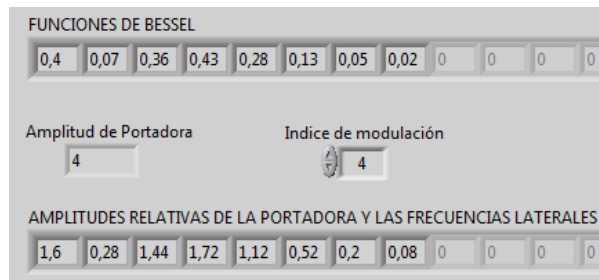 FUNCIONES DE BESSEL
0,4 0,07 0,36 0,43 0,28 0,13 0,05 0,02 0 0 0 0
Amplitud de Portadora Indice de modulación
4 4
AMPLITUDES RELATIVAS DE LA PORTADORA Y LAS FRECUENCIAS LATERALES
1,6 0,28 1,44 1,72 1,12 0,52 0,2 0,08 0 0 0 0